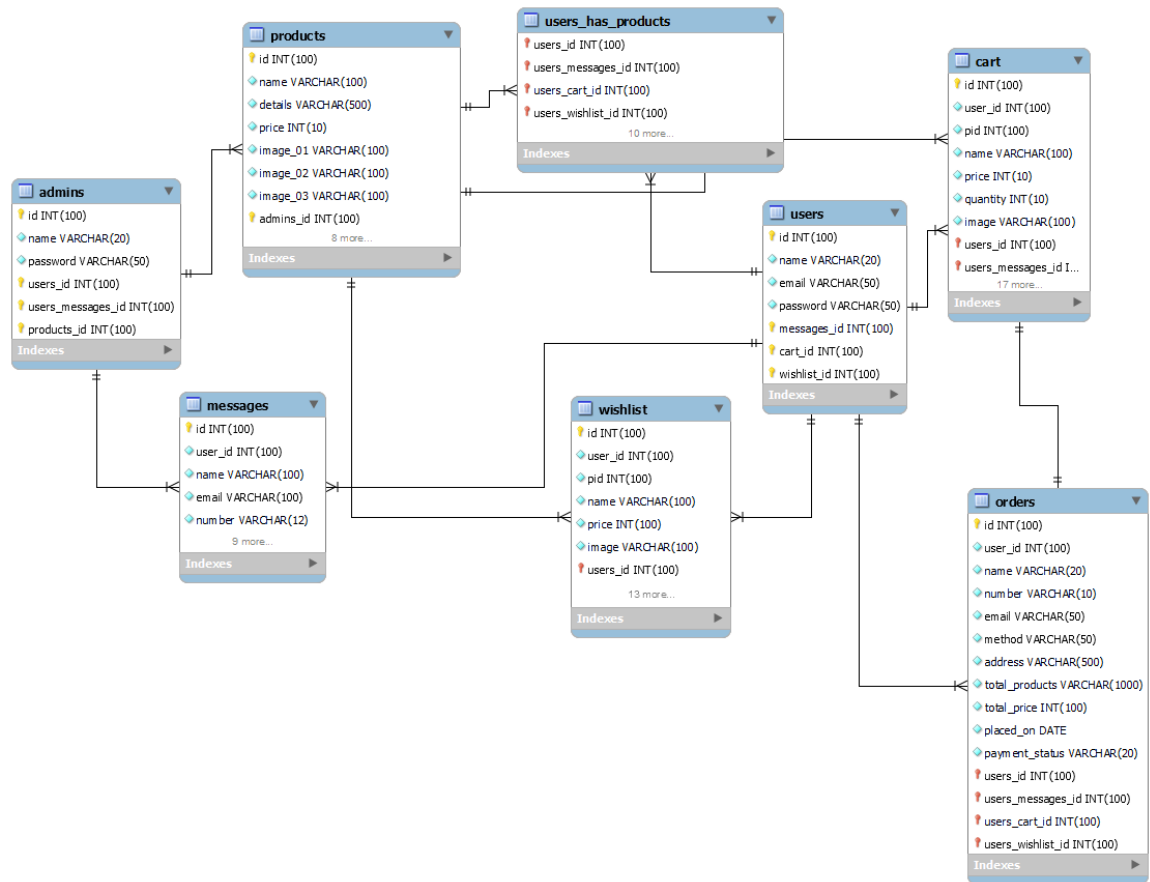 products
id INT(100)
name VARCHAR(100)
details VARCHAR(500)
price INT(10)
image_01 VARCHAR(100)
image_02 VARCHAR(100)
image_03 VARCHAR(100)
admins_id INT(100)
8 more...
Indexes
users_has_products
users_id INT(100)
users_messages_id INT(100)
users_cart_id INT(100)
users_wishlist_id INT(100)
10 more...
Indexes
cart
id INT(100)
user_id INT(100)
pid INT(100)
name VARCHAR(100)
price INT(10)
quantity INT(10)
image VARCHAR(100)
users_id INT(100)
users_messages_id I...
17 more...
Indexes
admins
id INT(100)
name VARCHAR(20)
password VARCHAR(50)
users_id INT(100)
users_messages_id INT(100)
products_id INT(100)
Indexes
users
id INT(100)
name VARCHAR(20)
email VARCHAR(50)
password VARCHAR(50)
messages_id INT(100)
cart_id INT(100)
wishlist_id INT(100)
Indexes
messages
id INT(100)
user_id INT(100)
name VARCHAR(100)
email VARCHAR(100)
number VARCHAR(12)
9 more...
Indexes
wishlist
id INT(100)
user_id INT(100)
pid INT(100)
name VARCHAR(100)
price INT(100)
image VARCHAR(100)
users_id INT(100)
13 more...
Indexes
orders
id INT(100)
user_id INT(100)
name VARCHAR(20)
number VARCHAR(10)
email VARCHAR(50)
method VARCHAR(50)
address VARCHAR(500)
total_products VARCHAR(1000)
total_price INT(100)
placed_on DATE
payment_status VARCHAR(20)
users_id INT(100)
users_messages_id INT(100)
users_cart_id INT(100)
users_wishlist_id INT(100)
Indexes